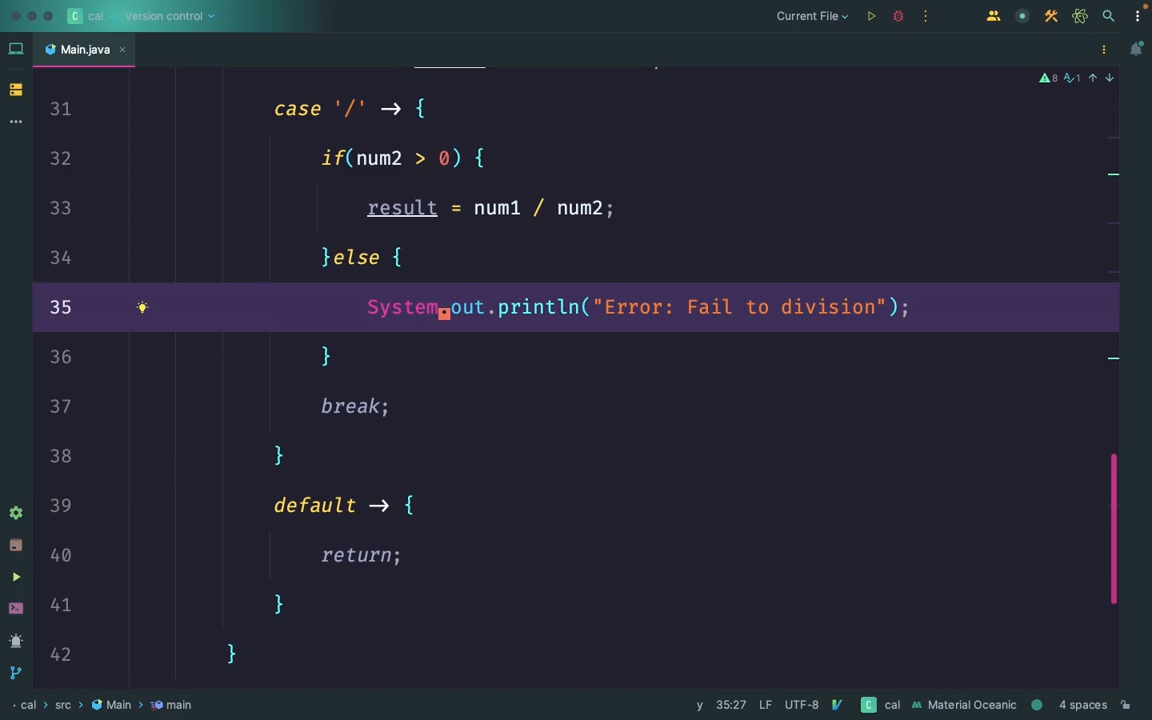 C cal Version control Current File
Main.java
8 1
31 case '/' -> {
32 if(num2 > 0) {
33 result = num1 / num2;
34 }else {
35 System.out.println("Error: Fail to division");
36 }
37 break;
38 }
39 default -> {
40 return;
41 }
42 }
cal > src > Main > main y 35:27 LF UTF-8 C cal Material Oceanic 4 spaces